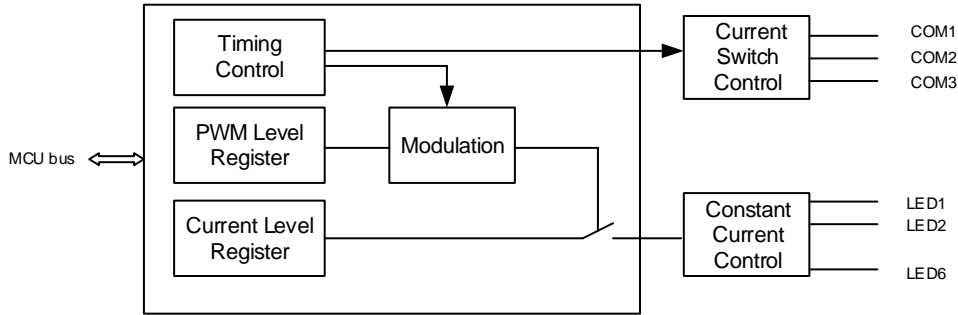 Timing
Control
Current
Switch
Control
COM1
COM2
COM3
PWM Level
Register
Modulation
MCU bus
Current Level
Register
Constant
Current
Control
LED1
LED2
LED6